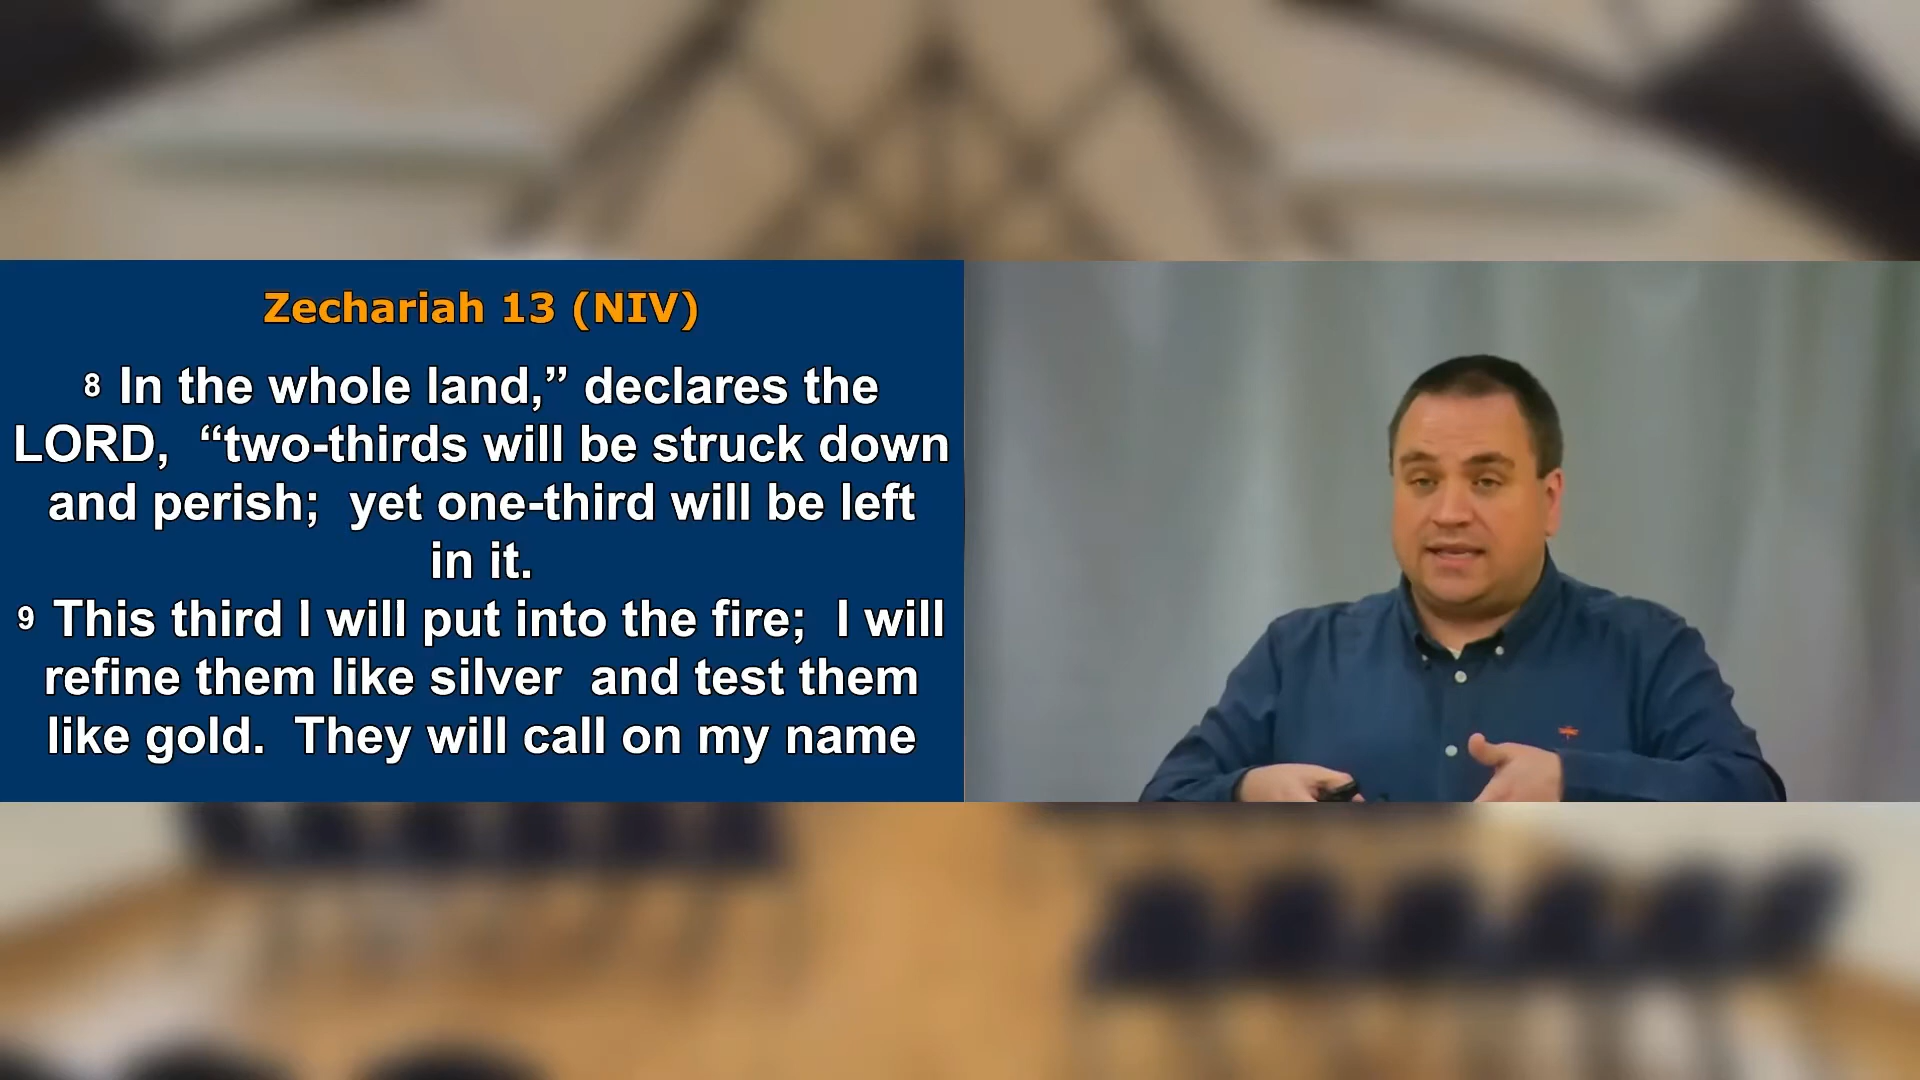 Zechariah 13 (NIV)
8 In the whole land,” declares the
LORD,  “two-thirds will be struck down
and perish;  yet one-third will be left
in it.
9 This third I will put into the fire;  I will
refine them like silver  and test them
like gold.  They will call on my name